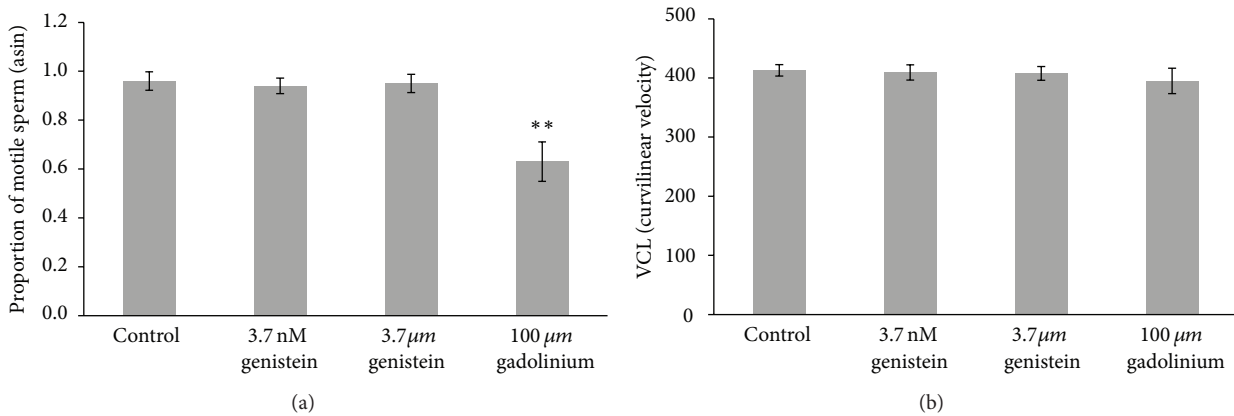 Proportion of motile sperm (asin)
1.2
1.0
0.8
0.6
0.4
0.2
0.0
**
Control
3.7 nM
genistein
3.7 μm
genistein
100 μm
gadolinium
(a)
VCL (curvilinear velocity)
500
400
300
200
100
0
Control
3.7 nM
genistein
3.7 μm
genistein
100 μm
gadolinium
(b)